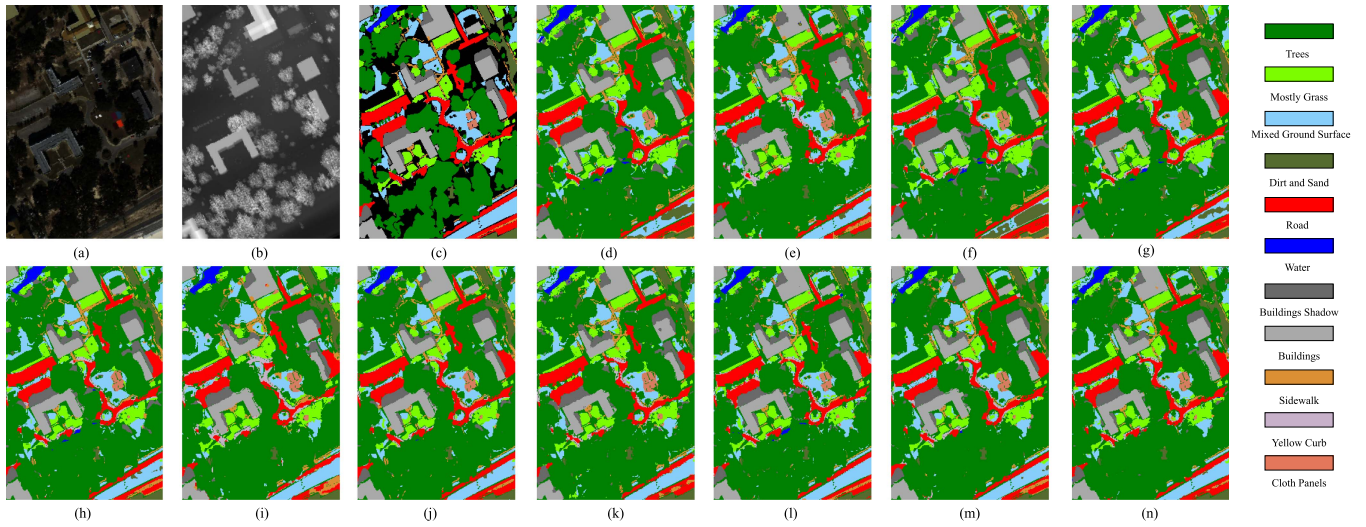 (a) (b) (c) (d) (e) (f) (g)
(h) (i) (j) (k) (l) (m) (n)
Trees
Mostly Grass
Mixed Ground Surface
Dirt and Sand
Road
Water
Buildings Shadow
Buildings
Sidewalk
Yellow Curb
Cloth Panels